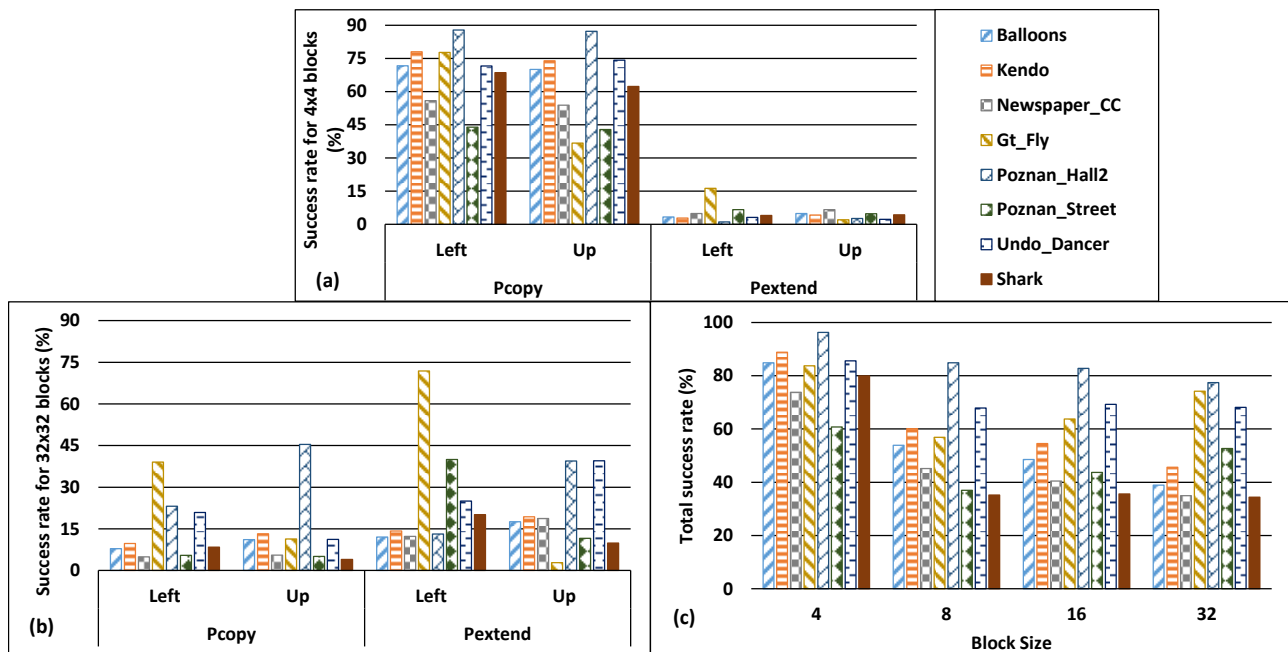 Success rate for 4x4 blocks
(%)
90
75
60
45
30
15
0
Left
Up
Left
Up
Pcopy
Pextend
(a)
Balloons
Kendo
Newspaper_CC
Gt_Fly
Poznan_Hall2
Poznan_Street
Undo_Dancer
Shark
Success rate for 32x32 blocks (%)
90
75
60
45
30
15
0
Left
Up
Left
Up
Pcopy
Pextend
(b)
Total success rate (%)
100
80
60
40
20
0
4
8
16
32
Block Size
(c)